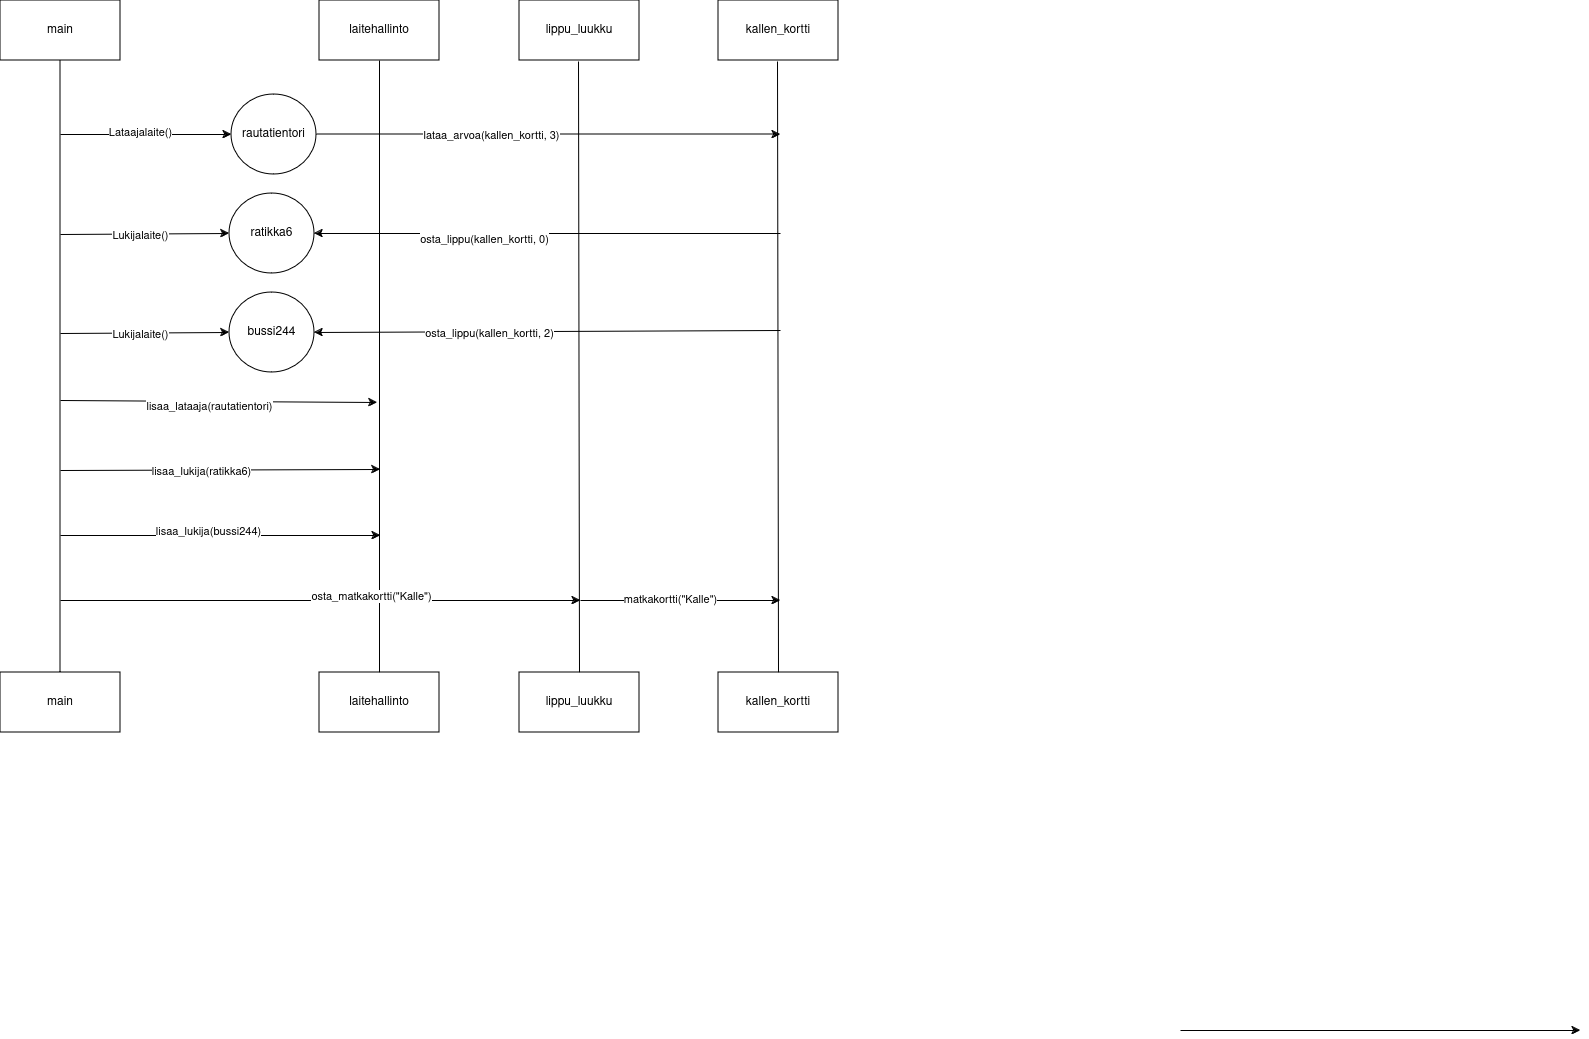 main
laitehallinto
lippu_luukku
kallen_kortti
Lataajalaite()
rautatientori
lataa_arvoa(kallen_kortti, 3)
Lukijalaite()
ratikka6
osta_lippu(kallen_kortti, 0)
Lukijalaite()
bussi244
osta_lippu(kallen_kortti, 2)
lisaa_lataaja(rautatientori)
lisaa_lukija(ratikka6)
lisaa_lukija(bussi244)
osta_matkakortti("Kalle")
matkakortti("Kalle")
main
laitehallinto
lippu_luukku
kallen_kortti